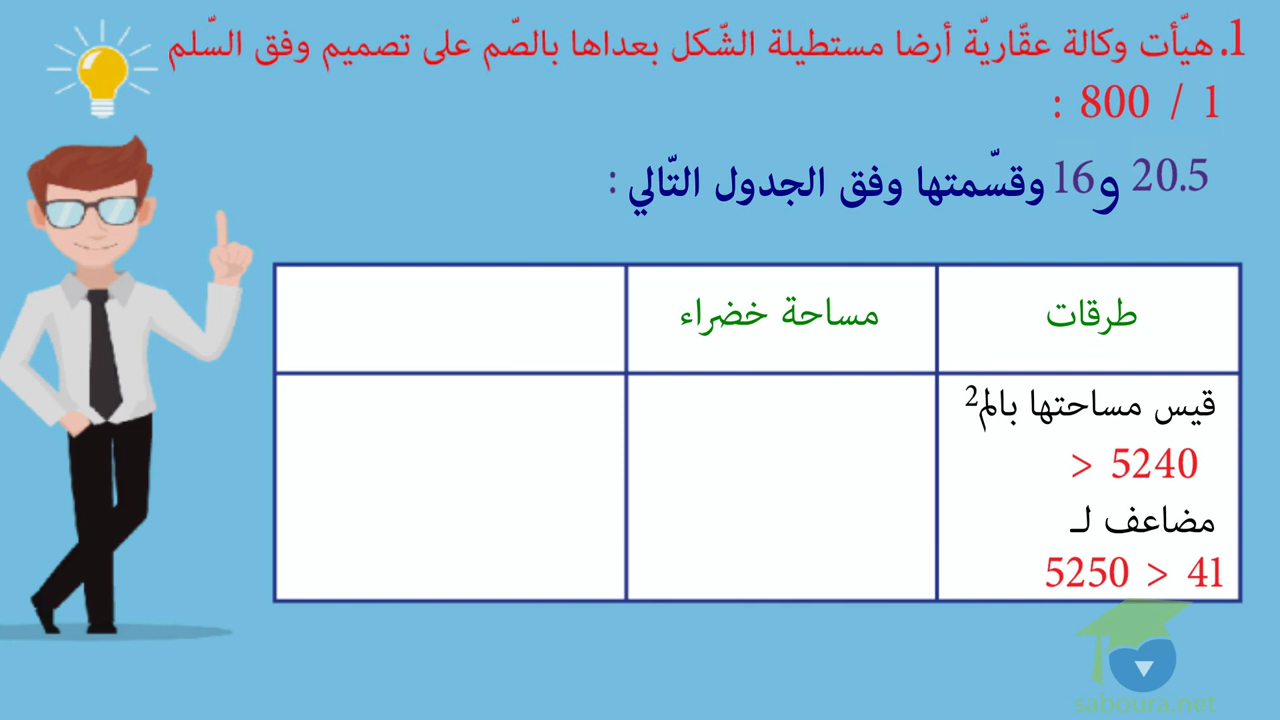 1. هيّأت وكالة عقّاريّة أرضا مستطيلة الشّكل بعداها بالصّم على تصميم وفق السّلم
1 / 800 :
20.5 و 16 وقسّمتها وفق الجدول التّالي :
طرقات
مساحة خضراء
قيس مساحتها بالم²
5240 <
مضاعف لـ
41 < 5250
saboura.net